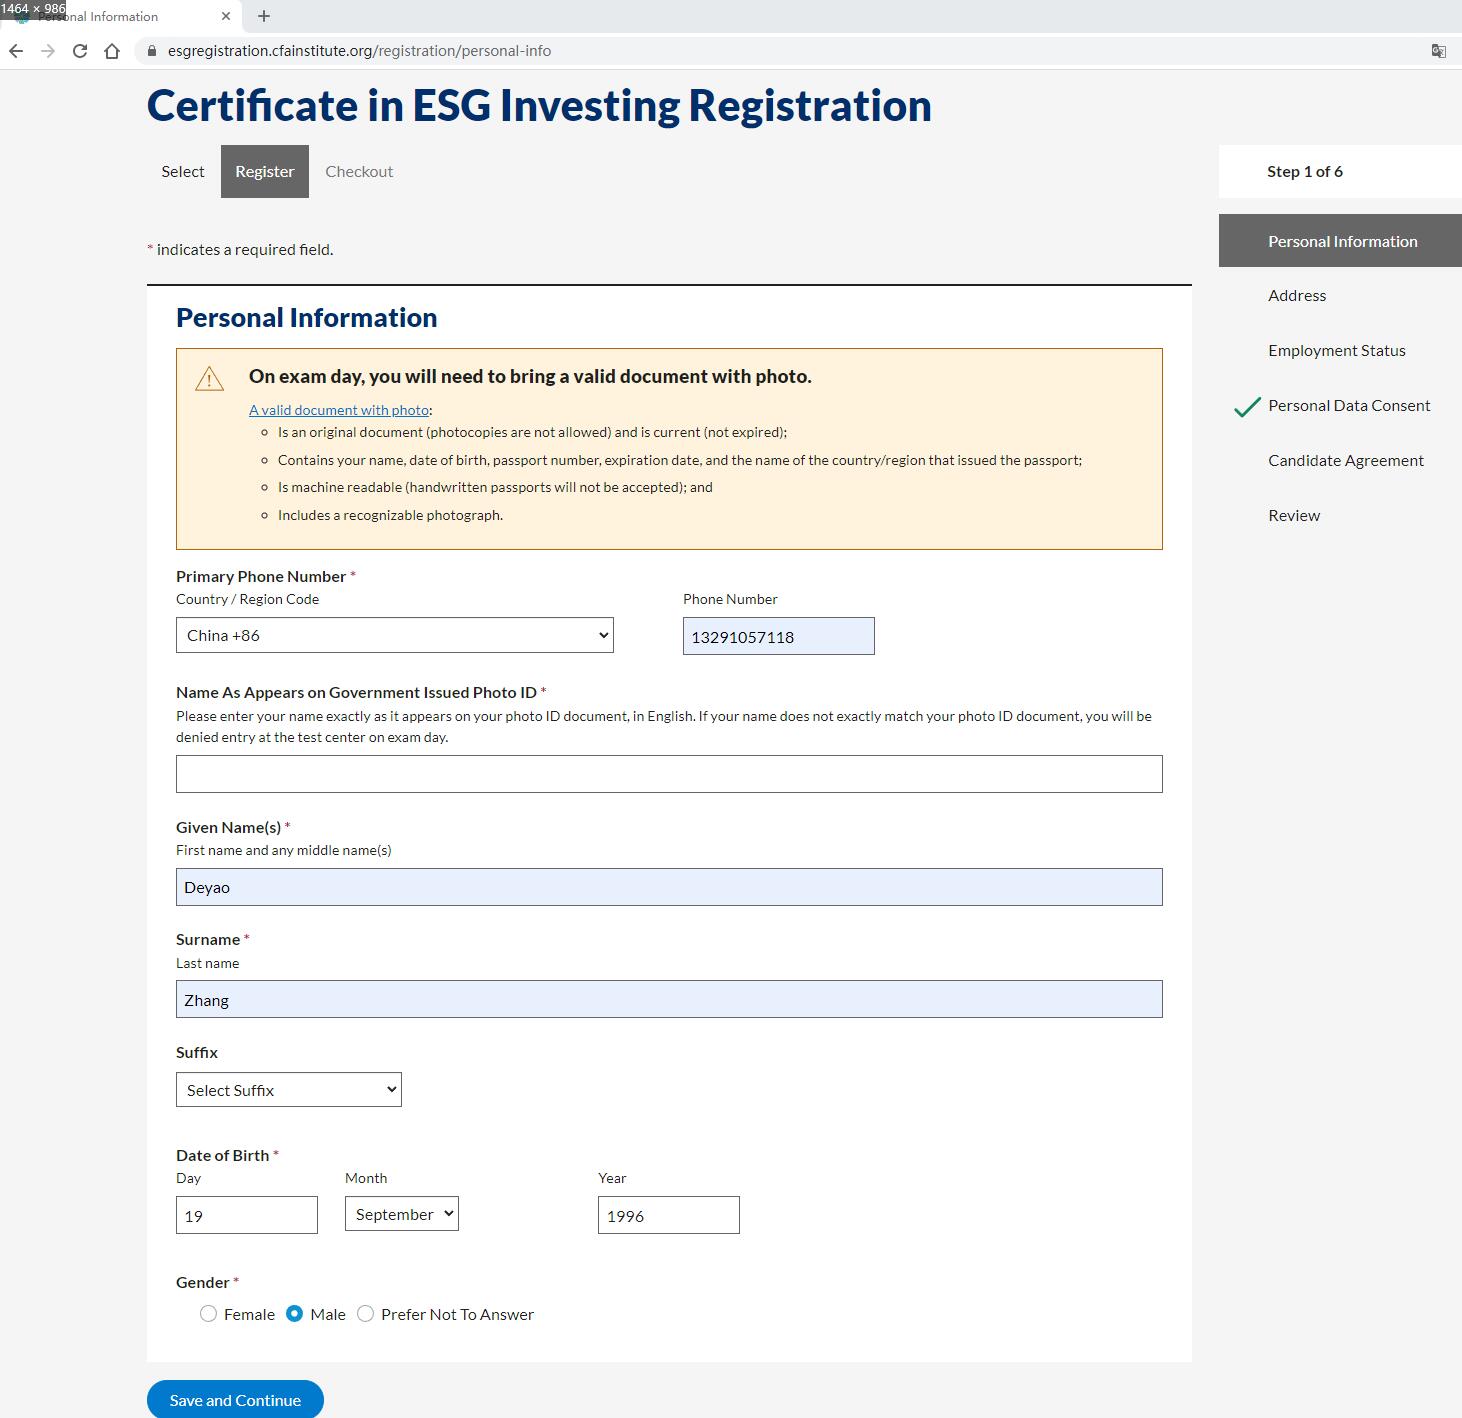 1464 × 986
Personal Information
esgregistration.cfainstitute.org/registration/personal-info
Certificate in ESG Investing Registration
Select
Register
Checkout
Step 1 of 6
Personal Information
Address
Employment Status
Personal Data Consent
Candidate Agreement
Review
* indicates a required field.
Personal Information
On exam day, you will need to bring a valid document with photo.
A valid document with photo:
Is an original document (photocopies are not allowed) and is current (not expired);
Contains your name, date of birth, passport number, expiration date, and the name of the country/region that issued the passport;
Is machine readable (handwritten passports will not be accepted); and
Includes a recognizable photograph.
Primary Phone Number *
Country / Region Code
Phone Number
China +86
13291057118
Name As Appears on Government Issued Photo ID *
Please enter your name exactly as it appears on your photo ID document, in English. If your name does not exactly match your photo ID document, you will be
denied entry at the test center on exam day.
Given Name(s) *
First name and any middle name(s)
Deyao
Surname *
Last name
Zhang
Suffix
Select Suffix
Date of Birth *
Day
Month
Year
19
September
1996
Gender *
Female
Male
Prefer Not To Answer
Save and Continue